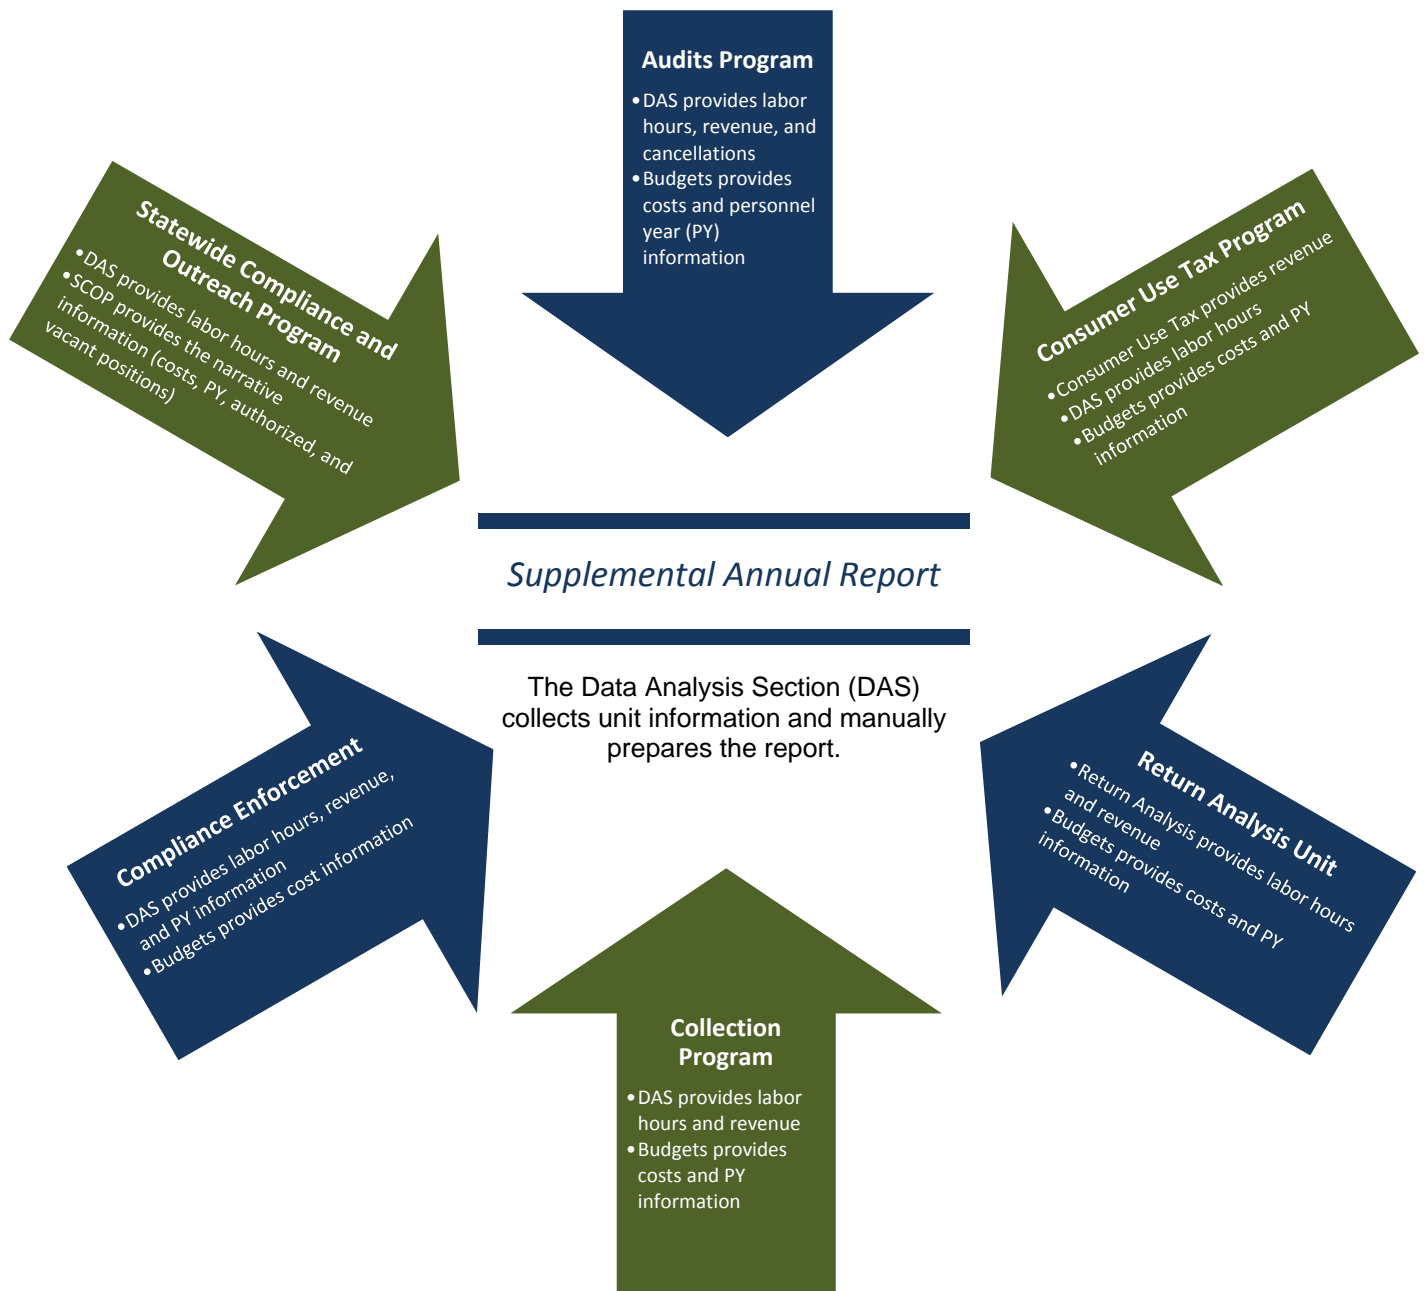 Audits Program
•DAS provides labor
hours, revenue, and
cancellations
•Budgets provides
costs and personnel
year (PY)
information
Statewide Compliance and
Outreach Program
•DAS provides labor hours and revenue
•SCOP provides the narrative
information (costs, PY, authorized, and
vacant positions)
Consumer Use Tax Program
•Consumer Use Tax provides revenue
•DAS provides labor hours
•Budgets provides costs and PY
information
Supplemental Annual Report
The Data Analysis Section (DAS)
collects unit information and manually
prepares the report.
Compliance Enforcement
•DAS provides labor hours, revenue,
and PY information
•Budgets provides cost information
Return Analysis Unit
•Return Analysis provides labor hours
and revenue
•Budgets provides costs and PY
information
Collection
Program
•DAS provides labor
hours and revenue
•Budgets provides
costs and PY
information